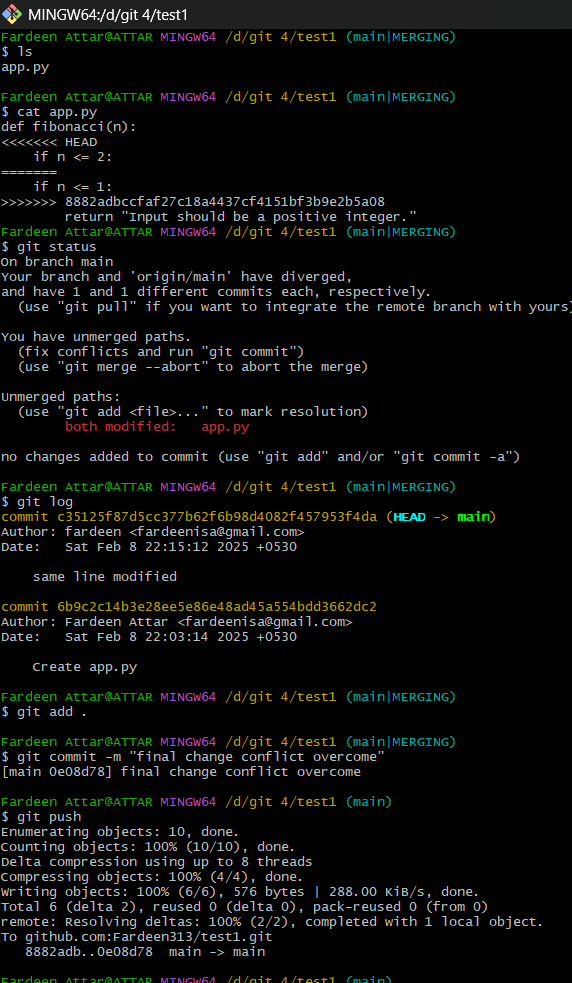 MINGW64:/d/git 4/test1
Fardeen Attar@ATTAR MINGW64 /d/git 4/test1 (main|MERGING)
$ ls
app.py
Fardeen Attar@ATTAR MINGW64 /d/git 4/test1 (main|MERGING)
$ cat app.py
def fibonacci(n):
<<<<<<< HEAD
    if n <= 2:
=======
    if n <= 1:
>>>>>>> 8882adbccfaf27c18a4437cf4151bf3b9e2b5a08
        return "Input should be a positive integer."
Fardeen Attar@ATTAR MINGW64 /d/git 4/test1 (main|MERGING)
$ git status
On branch main
Your branch and 'origin/main' have diverged,
and have 1 and 1 different commits each, respectively.
  (use "git pull" if you want to integrate the remote branch with yours)
You have unmerged paths.
  (fix conflicts and run "git commit")
  (use "git merge --abort" to abort the merge)
Unmerged paths:
  (use "git add <file>..." to mark resolution)
        both modified:   app.py
no changes added to commit (use "git add" and/or "git commit -a")
Fardeen Attar@ATTAR MINGW64 /d/git 4/test1 (main|MERGING)
$ git log
commit c35125f87d5cc377b62f6b98d4082f457953f4da (HEAD -> main)
Author: fardeen <fardeenisa@gmail.com>
Date:   Sat Feb 8 22:15:12 2025 +0530
    same line modified
commit 6b9c2c14b3e28ee5e86e48ad45a554bdd3662dc2
Author: Fardeen Attar <fardeenisa@gmail.com>
Date:   Sat Feb 8 22:03:14 2025 +0530
    Create app.py
Fardeen Attar@ATTAR MINGW64 /d/git 4/test1 (main|MERGING)
$ git add .
Fardeen Attar@ATTAR MINGW64 /d/git 4/test1 (main|MERGING)
$ git commit -m "final change conflict overcome"
[main 0e08d78] final change conflict overcome
Fardeen Attar@ATTAR MINGW64 /d/git 4/test1 (main)
$ git push
Enumerating objects: 10, done.
Counting objects: 100% (10/10), done.
Delta compression using up to 8 threads
Compressing objects: 100% (4/4), done.
Writing objects: 100% (6/6), 576 bytes | 288.00 KiB/s, done.
Total 6 (delta 2), reused 0 (delta 0), pack-reused 0 (from 0)
remote: Resolving deltas: 100% (2/2), completed with 1 local object.
To github.com:Fardeen313/test1.git
   8882adb..0e08d78  main -> main
Fardeen Attar@ATTAR MINGW64 /d/git 4/test1 (main)